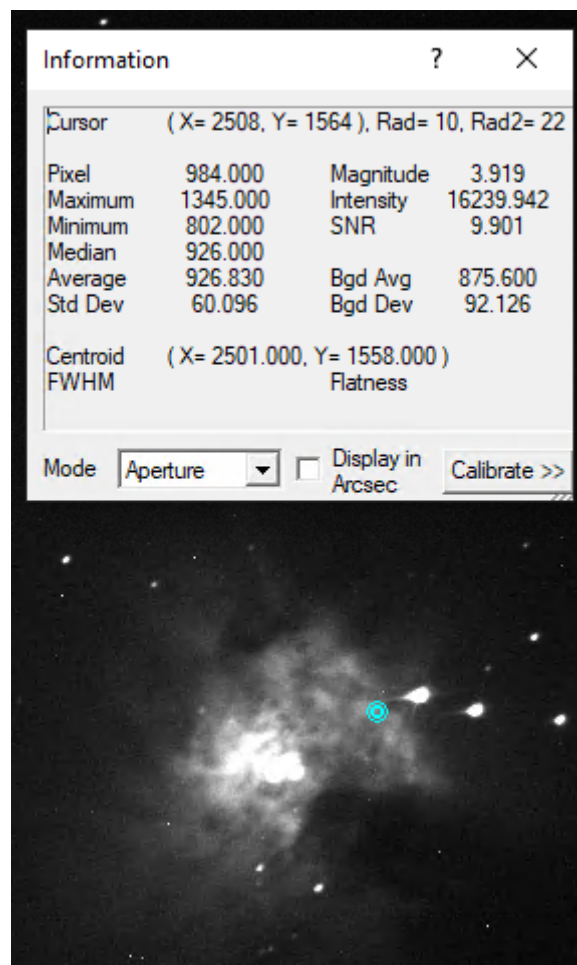 Information ? ×
Cursor ( X= 2508, Y= 1564 ), Rad= 10, Rad2= 22
Pixel 984.000 Magnitude 3.919
Maximum 1345.000 Intensity 16239.942
Minimum 802.000 SNR 9.901
Median 926.000
Average 926.830 Bgd Avg 875.600
Std Dev 60.096 Bgd Dev 92.126
Centroid ( X= 2501.000, Y= 1558.000 )
FWHM Flatness
Mode Aperture Display in
Arcsec Calibrate >>